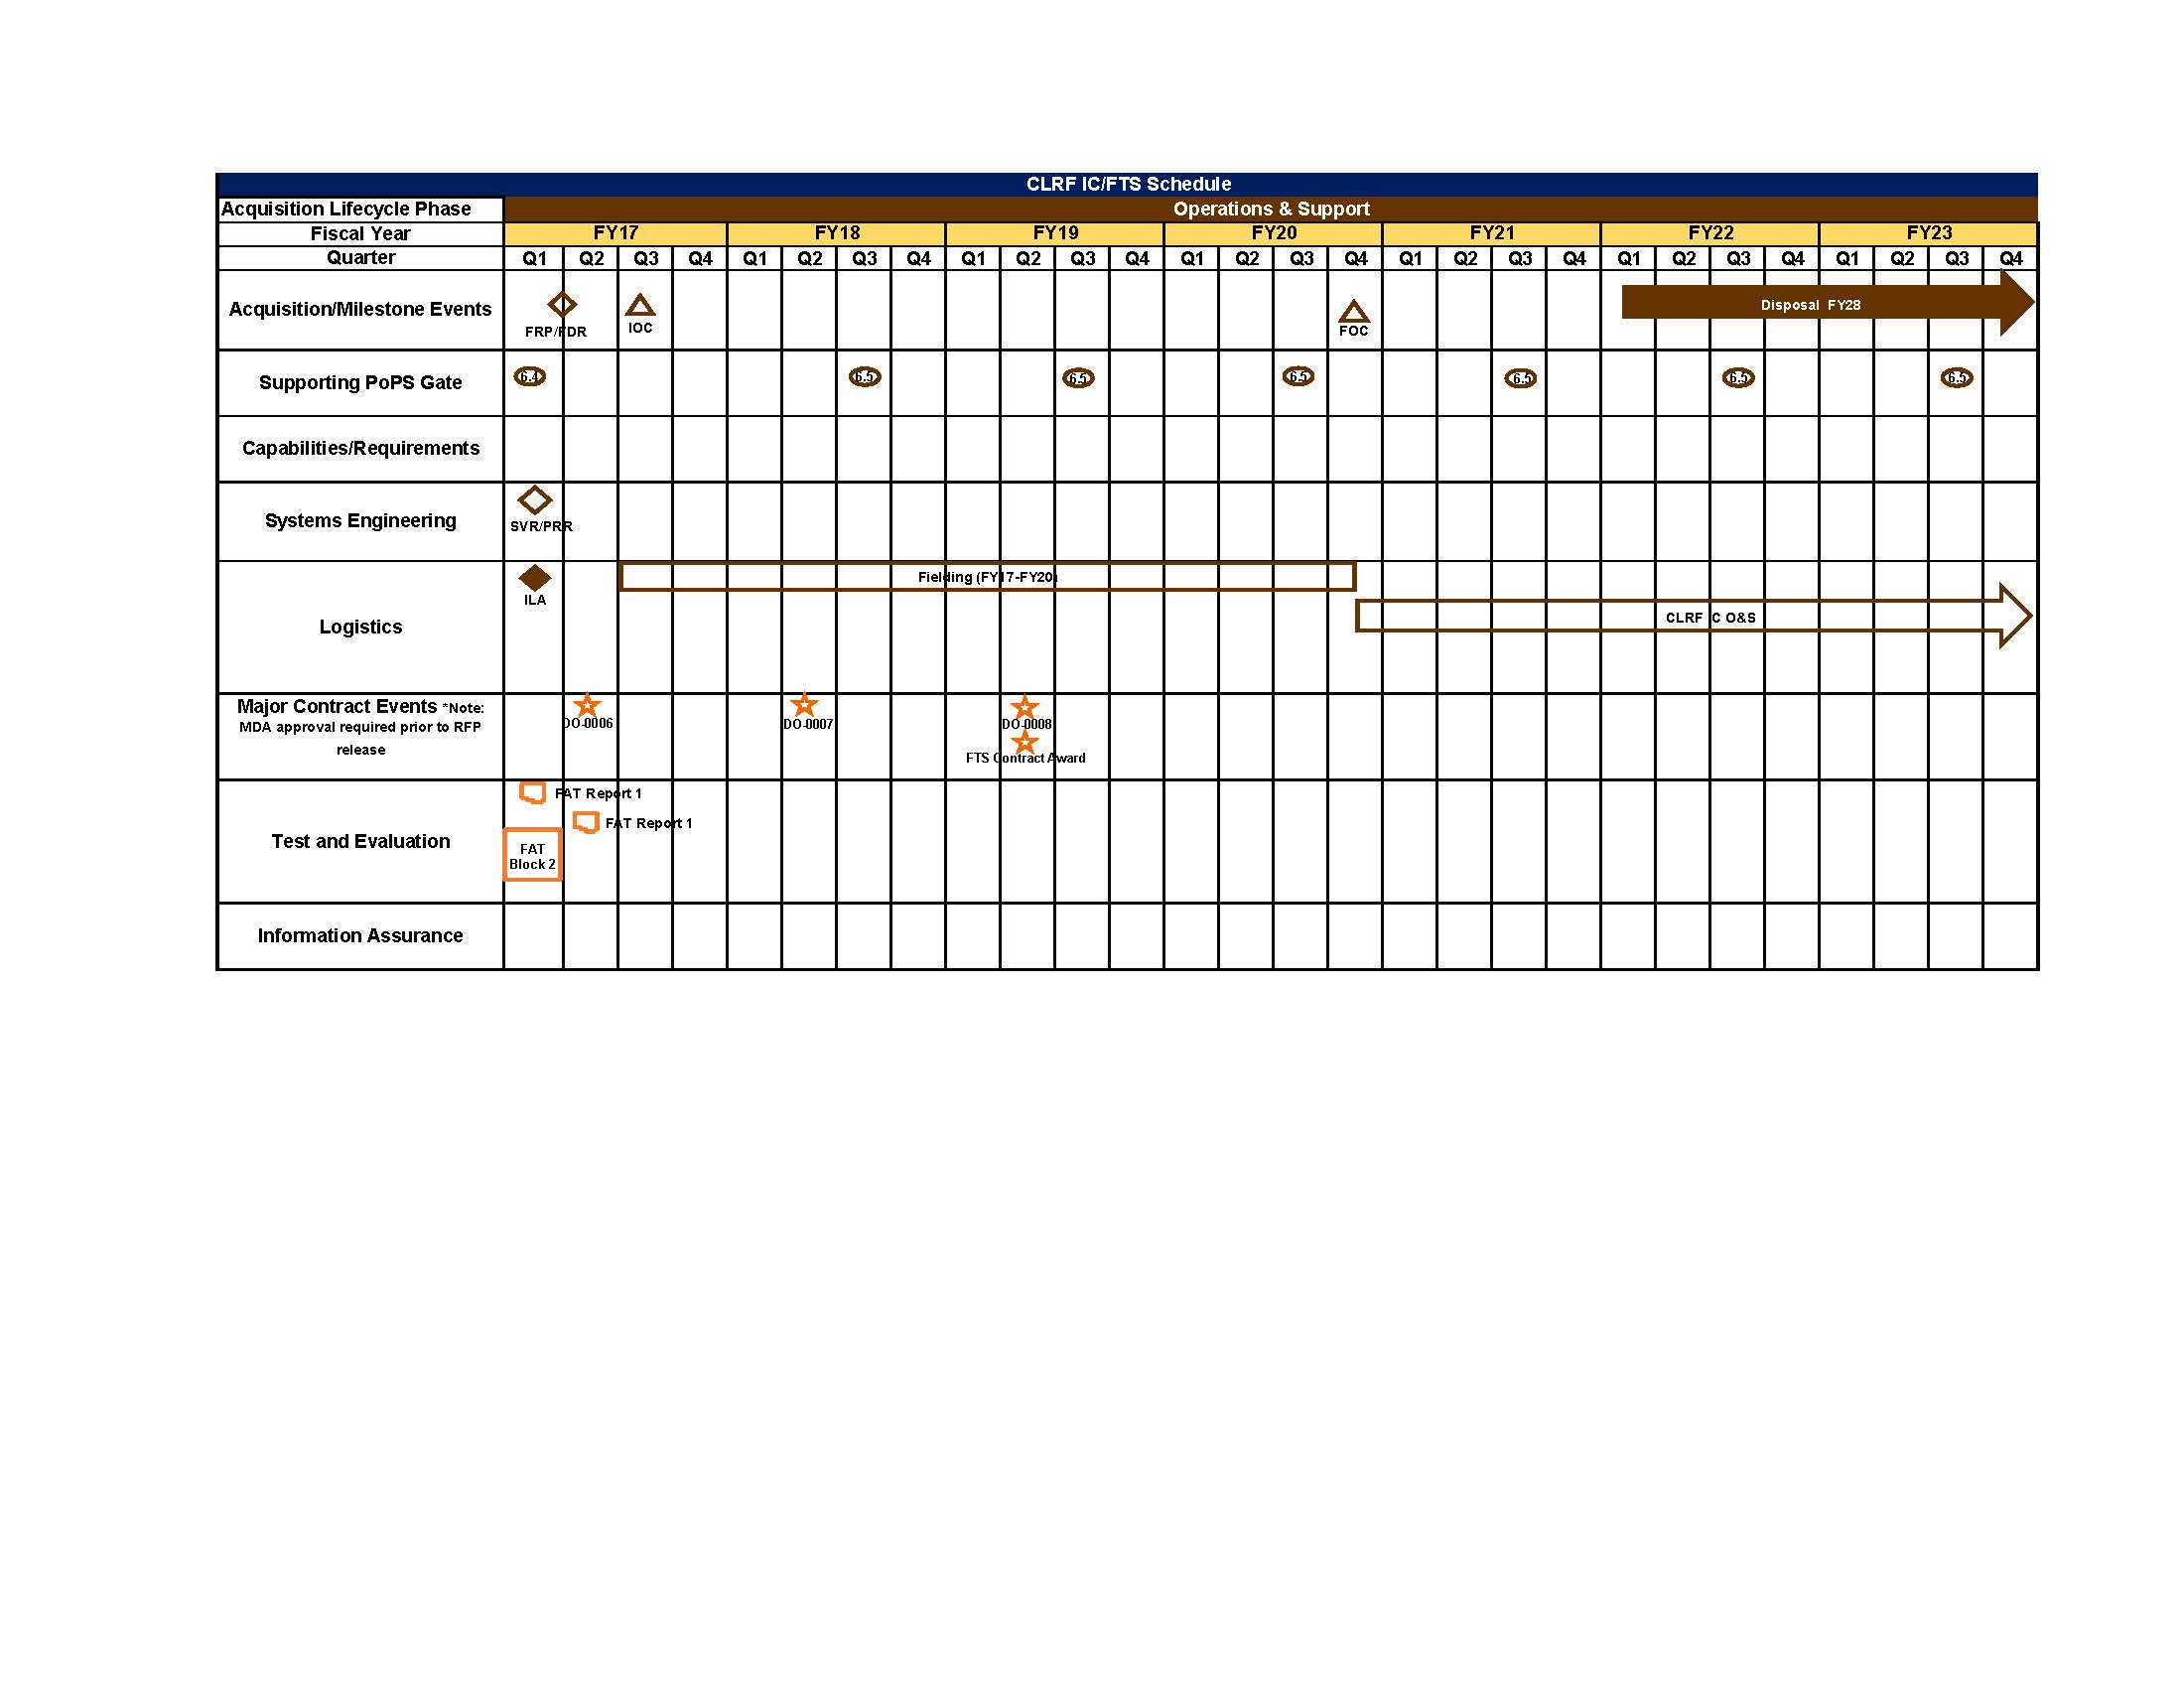 CLRF IC/FTS Schedule
Acquisition Lifecycle Phase Operations & Support
Fiscal Year FY17 FY18 FY19 FY20 FY21 FY22 FY23
Quarter Q1 Q2 Q3 Q4 Q1 Q2 Q3 Q4 Q1 Q2 Q3 Q4 Q1 Q2 Q3 Q4 Q1 Q2 Q3 Q4 Q1 Q2 Q3 Q4 Q1 Q2 Q3 Q4
Acquisition/Milestone Events Disposal FY28
FRP/FDR IOC FOC
Supporting PoPS Gate 6.4 6.5 6.5 6.5 6.5 6.5 6.5
Capabilities/Requirements
Systems Engineering
SVR/PRR
Fielding (FY17-FY20)
ILA
CLRF IC O&S
Logistics
Major Contract Events *Note:
MDA approval required prior to RFP
release
DO-0006 DO-0007 DO-0008
FTS Contract Award
FAT Report 1
FAT Report 1
Test and Evaluation
FAT
Block 2
Information Assurance